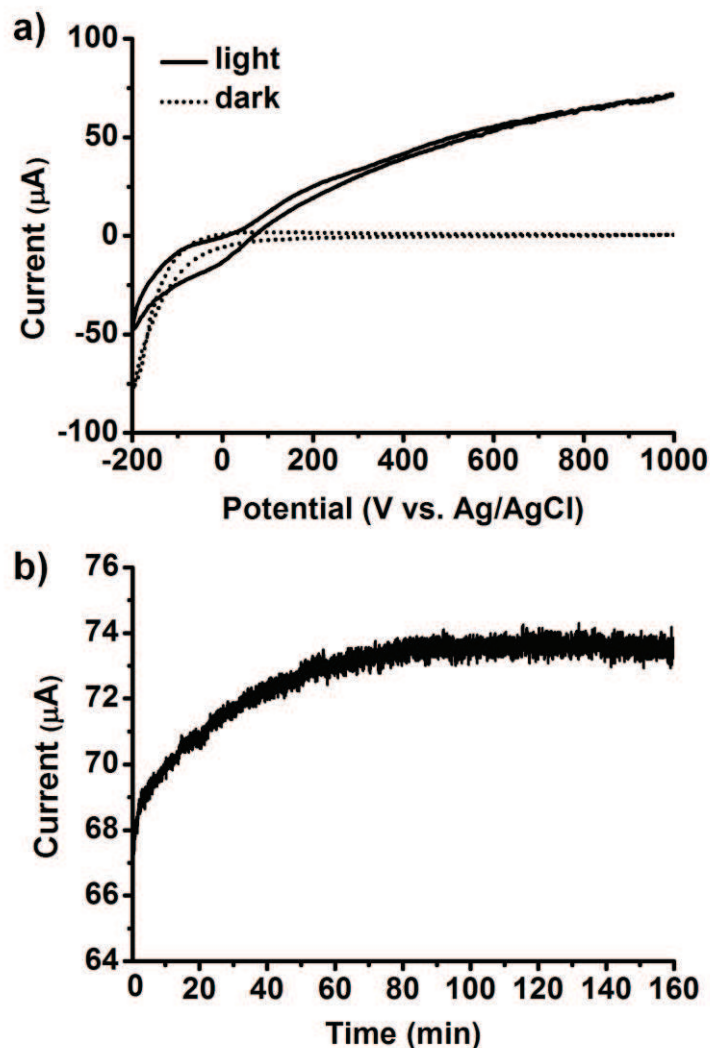 a)
100
50
0
-50
-100
light
dark
Current (μA)
-200 0 200 400 600 800 1000
Potential (V vs. Ag/AgCl)
b)
76
74
72
70
68
66
64
Current (μA)
0 20 40 60 80 100 120 140 160
Time (min)